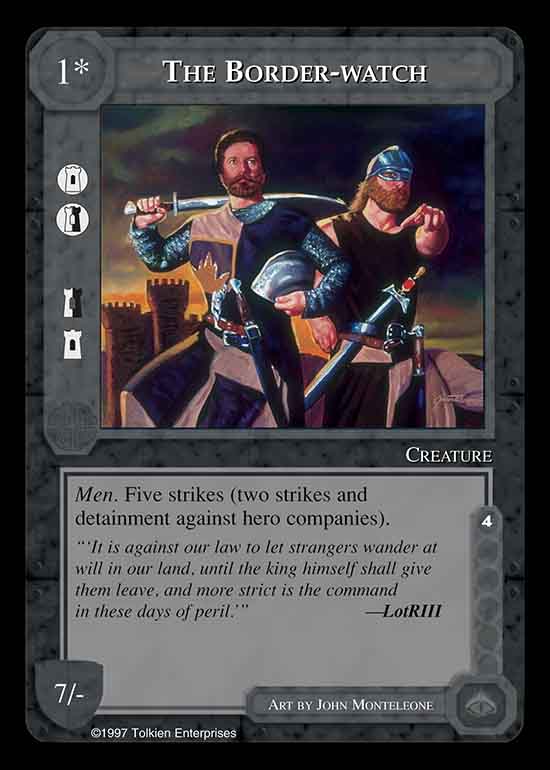 1*
THE BORDER-WATCH
CREATURE
Men. Five strikes (two strikes and
detainment against hero companies).
4
“‘It is against our law to let strangers wander at
will in our land, until the king himself shall give
them leave, and more strict is the command
in these days of peril.’” —LotRIII
7/-
ART BY JOHN MONTELEONE
©1997 Tolkien Enterprises